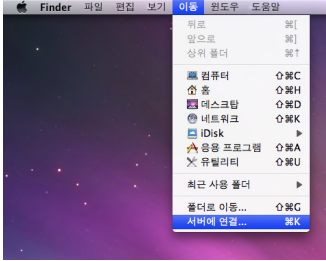 Finder 파일 편집 보기 이동 윈도우 도움말
뒤로 ⌘[
앞으로 ⌘]
상위 폴더 ⌘↑
컴퓨터 ⇧⌘C
홈 ⇧⌘H
데스크탑 ⇧⌘D
네트워크 ⇧⌘K
iDisk ▶
응용 프로그램 ⇧⌘A
유틸리티 ⇧⌘U
최근 사용 폴더 ▶
폴더로 이동... ⇧⌘G
서버에 연결... ⌘K